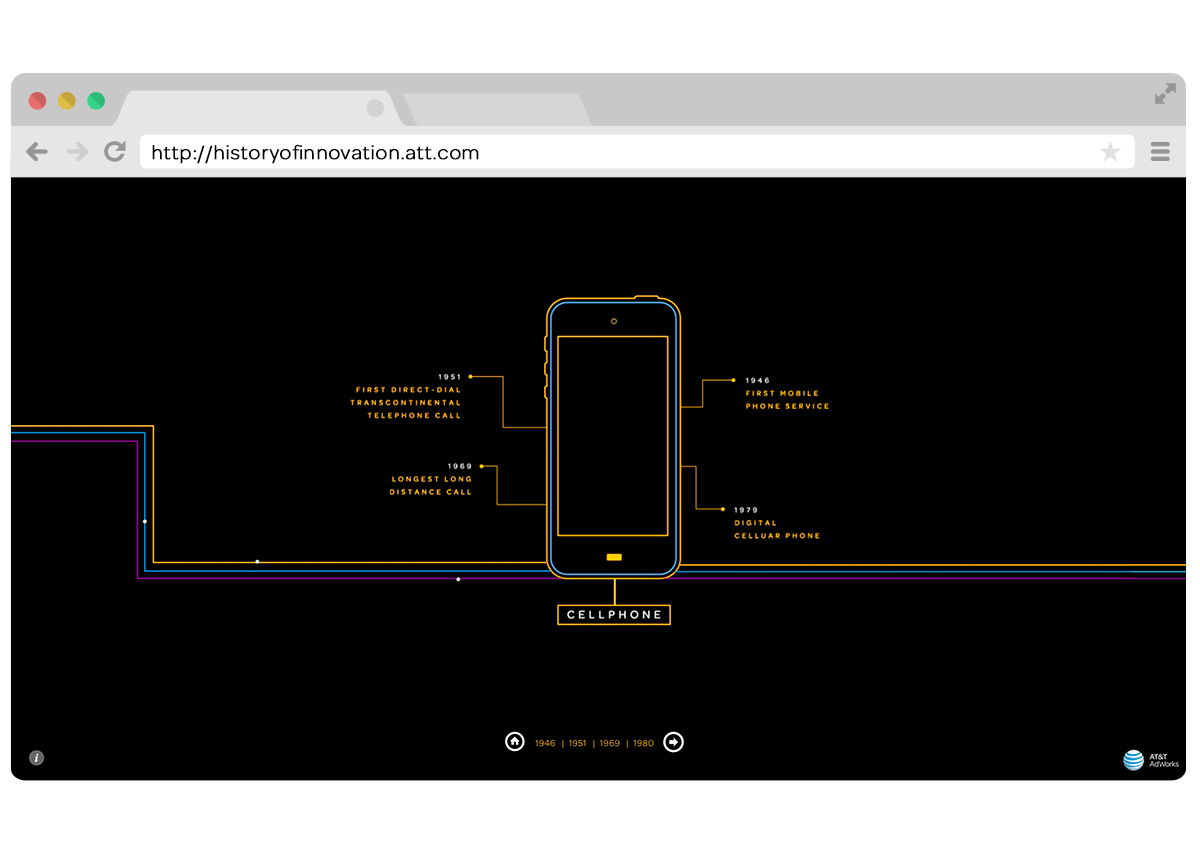 http://historyofinnovation.att.com
1951
FIRST DIRECT-DIAL
TRANSCONTINENTAL
TELEPHONE CALL
1946
FIRST MOBILE
PHONE SERVICE
1969
LONGEST LONG
DISTANCE CALL
1979
DIGITAL
CELLUAR PHONE
CELLPHONE
1946 | 1951 | 1969 | 1980
i
AT&T
AdWorks